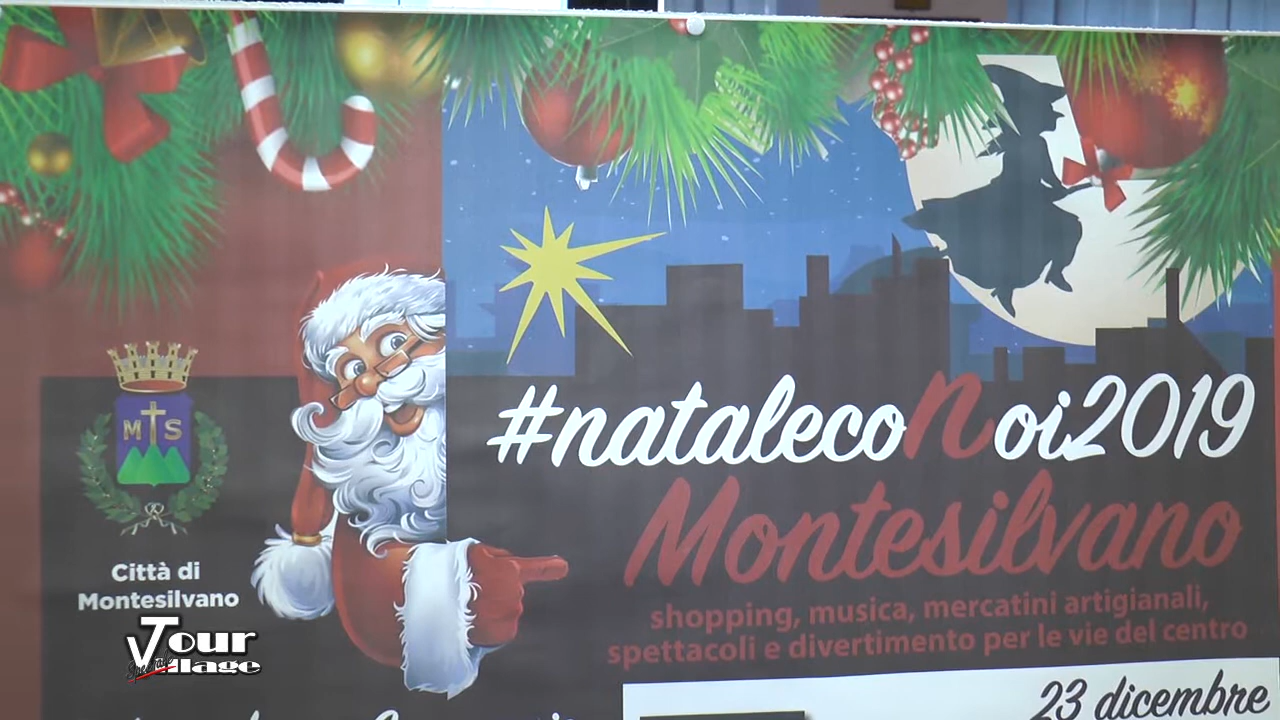 #nataleconoi2019
Montesilvano
shopping, musica, mercatini artigianali,
spettacoli e divertimento per le vie del centro
23 dicembre
MS
Città di
Montesilvano
Tour
Village